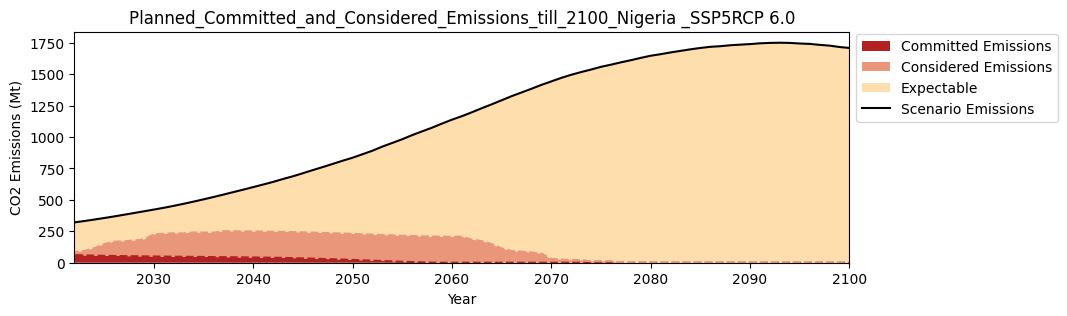 Planned_Committed_and_Considered_Emissions_till_2100_Nigeria _SSP5RCP 6.0
CO2 Emissions (Mt)
1750
1500
1250
1000
750
500
250
0
2030 2040 2050 2060 2070 2080 2090 2100
Year
Committed Emissions
Considered Emissions
Expectable
Scenario Emissions